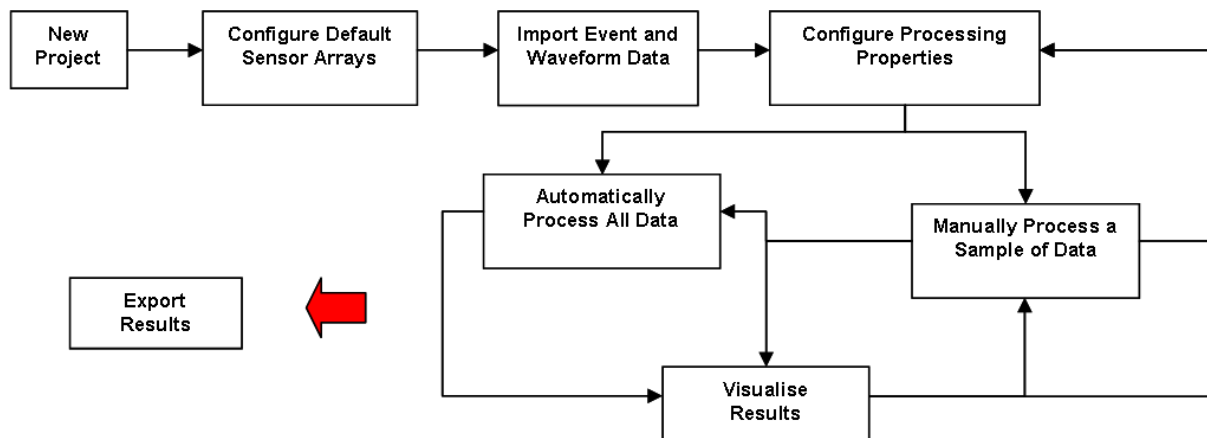 New
Project
Configure Default
Sensor Arrays
Import Event and
Waveform Data
Configure Processing
Properties
Automatically
Process All Data
Manually Process a
Sample of Data
Export
Results
Visualise
Results